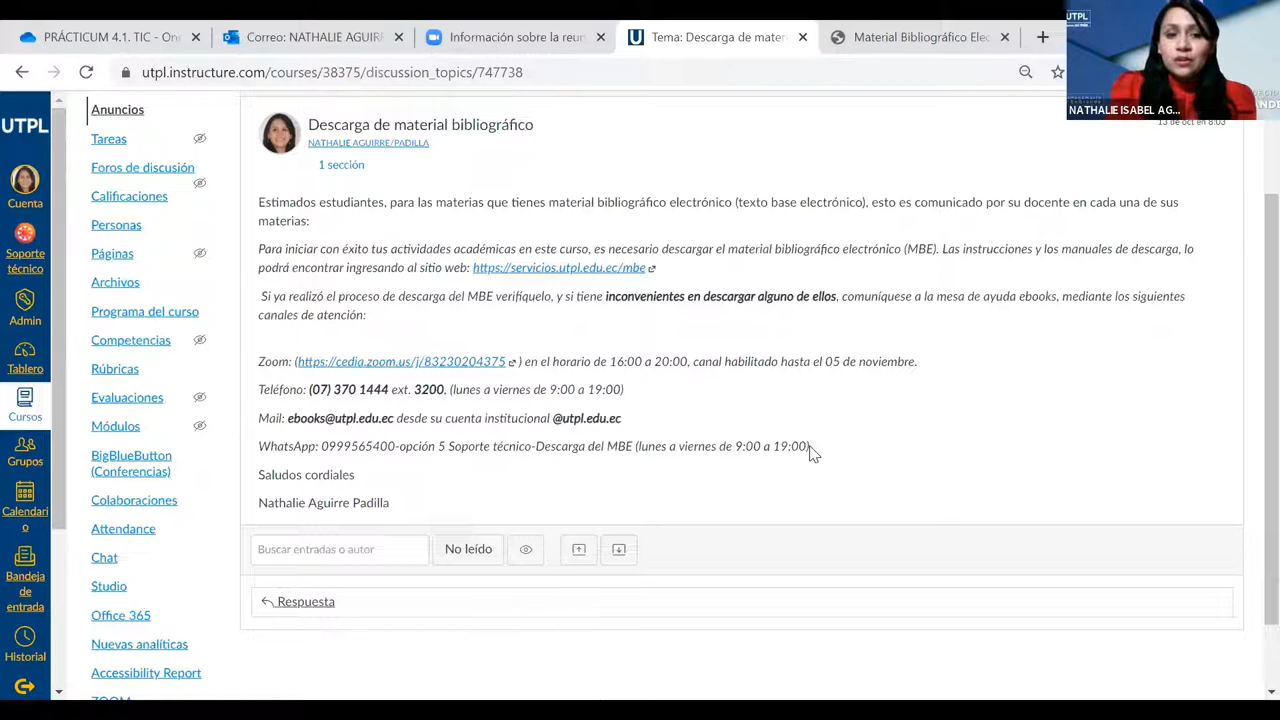 PRÁCTICUM 4.1. TIC - One
Correo: NATHALIE AGUIR
Información sobre la reun
Tema: Descarga de mater
Material Bibliográfico Elec
utpl.instructure.com/courses/38375/discussion_topics/747738
UTPL
NATHALIE ISABEL AG...
UTPL
Cuenta
Soporte
técnico
Admin
Tablero
Cursos
Grupos
Calendari
o
Bandeja
de
entrada
Historial
Anuncios
Tareas
Foros de discusión
Calificaciones
Personas
Páginas
Archivos
Programa del curso
Competencias
Rúbricas
Evaluaciones
Módulos
BigBlueButton
(Conferencias)
Colaboraciones
Attendance
Chat
Studio
Office 365
Nuevas analíticas
Accessibility Report
ZOOM
Descarga de material bibliográfico
13 de oct en 8:03
NATHALIE AGUIRRE/PADILLA
1 sección
Estimados estudiantes, para las materias que tienes material bibliográfico electrónico (texto base electrónico), esto es comunicado por su docente en cada una de sus
materias:
Para iniciar con éxito tus actividades académicas en este curso, es necesario descargar el material bibliográfico electrónico (MBE). Las instrucciones y los manuales de descarga, lo
podrá encontrar ingresando al sitio web: https://servicios.utpl.edu.ec/mbe
Si ya realizó el proceso de descarga del MBE verifíquelo, y si tiene inconvenientes en descargar alguno de ellos, comuníquese a la mesa de ayuda ebooks, mediante los siguientes
canales de atención:
Zoom: (https://cedia.zoom.us/j/83230204375 ) en el horario de 16:00 a 20:00, canal habilitado hasta el 05 de noviembre.
Teléfono: (07) 370 1444 ext. 3200, (lunes a viernes de 9:00 a 19:00)
Mail: ebooks@utpl.edu.ec desde su cuenta institucional @utpl.edu.ec
WhatsApp: 0999565400-opción 5 Soporte técnico-Descarga del MBE (lunes a viernes de 9:00 a 19:00)
Saludos cordiales
Nathalie Aguirre Padilla
Buscar entradas o autor
No leído
Respuesta